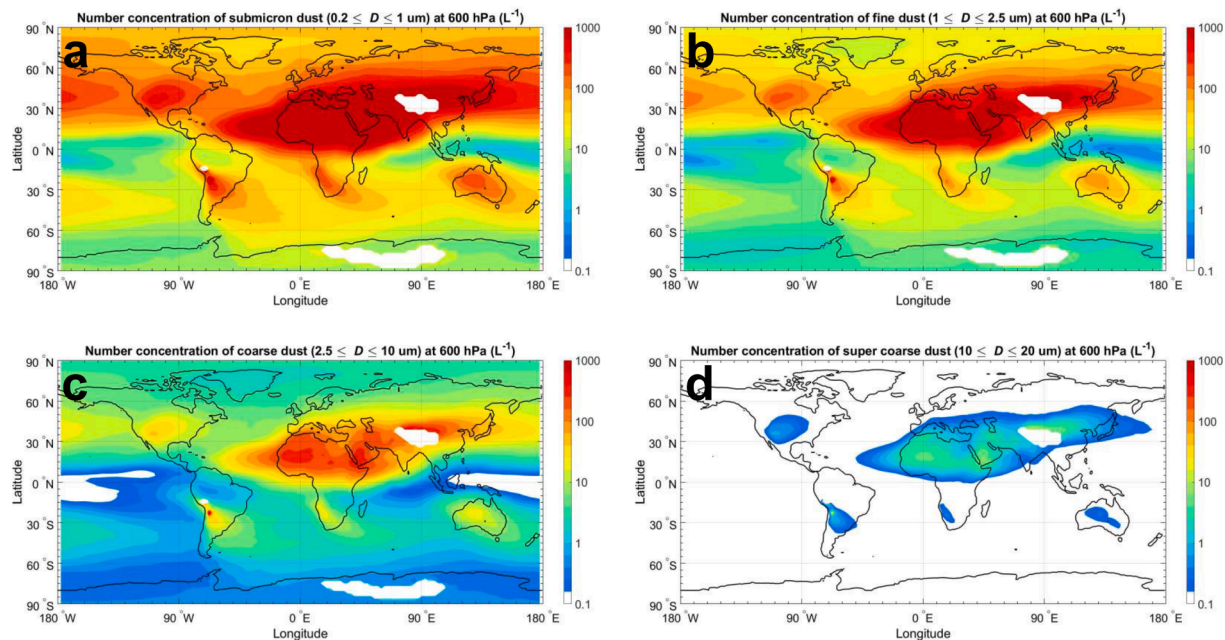 Number concentration of submicron dust (0.2 ≤ D ≤ 1 um) at 600 hPa (L⁻¹)
a
90 °N
60 °N
30 °N
0 °N
30 °S
60 °S
90 °S
Latitude
180 °W
90 °W
0 °E
90 °E
180 °E
Longitude
1000
100
10
1
0.1
Number concentration of fine dust (1 ≤ D ≤ 2.5 um) at 600 hPa (L⁻¹)
b
90 °N
60 °N
30 °N
0 °N
30 °S
60 °S
90 °S
Latitude
180 °W
90 °W
0 °E
90 °E
180 °E
Longitude
1000
100
10
1
0.1
Number concentration of coarse dust (2.5 ≤ D ≤ 10 um) at 600 hPa (L⁻¹)
c
90 °N
60 °N
30 °N
0 °N
30 °S
60 °S
90 °S
Latitude
180 °W
90 °W
0 °E
90 °E
180 °E
Longitude
1000
100
10
1
0.1
Number concentration of super coarse dust (10 ≤ D ≤ 20 um) at 600 hPa (L⁻¹)
d
90 °N
60 °N
30 °N
0 °N
30 °S
60 °S
90 °S
Latitude
180 °W
90 °W
0 °E
90 °E
180 °E
Longitude
1000
100
10
1
0.1